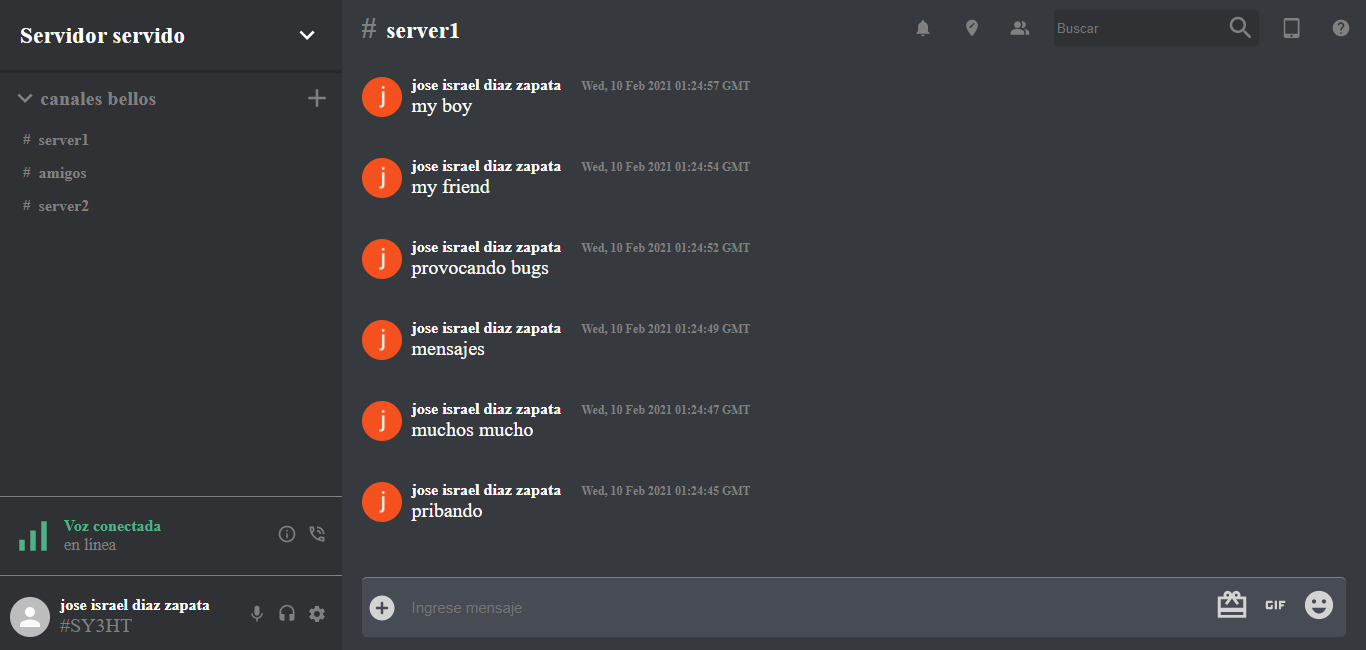 Servidor servido
canales bellos
# server1
# amigos
# server2
Voz conectada
en línea
jose israel diaz zapata
#SY3HT
# server1
Buscar
j
jose israel diaz zapata Wed, 10 Feb 2021 01:24:57 GMT
my boy
j
jose israel diaz zapata Wed, 10 Feb 2021 01:24:54 GMT
my friend
j
jose israel diaz zapata Wed, 10 Feb 2021 01:24:52 GMT
provocando bugs
j
jose israel diaz zapata Wed, 10 Feb 2021 01:24:49 GMT
mensajes
j
jose israel diaz zapata Wed, 10 Feb 2021 01:24:47 GMT
muchos mucho
j
jose israel diaz zapata Wed, 10 Feb 2021 01:24:45 GMT
pribando
Ingrese mensaje
GIF